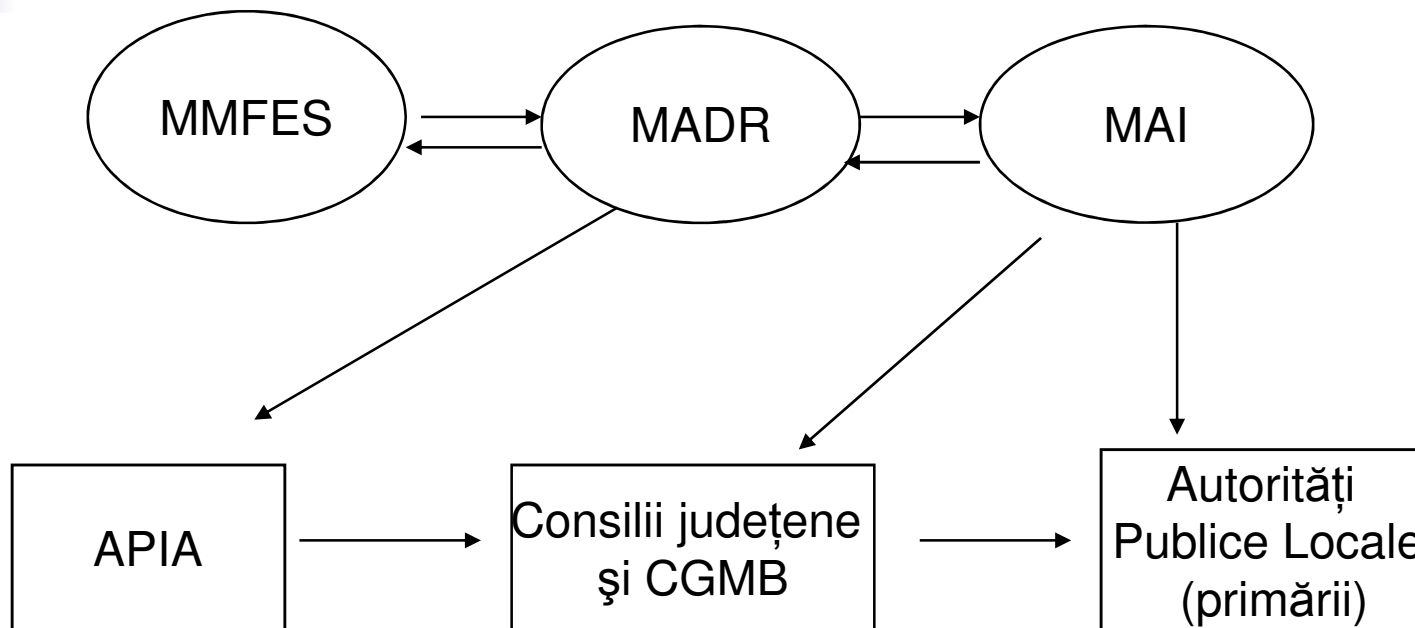 MMFES
MADR
MAI
APIA
Consilii județene
şi CGMB
Autorități
Publice Locale
(primării)